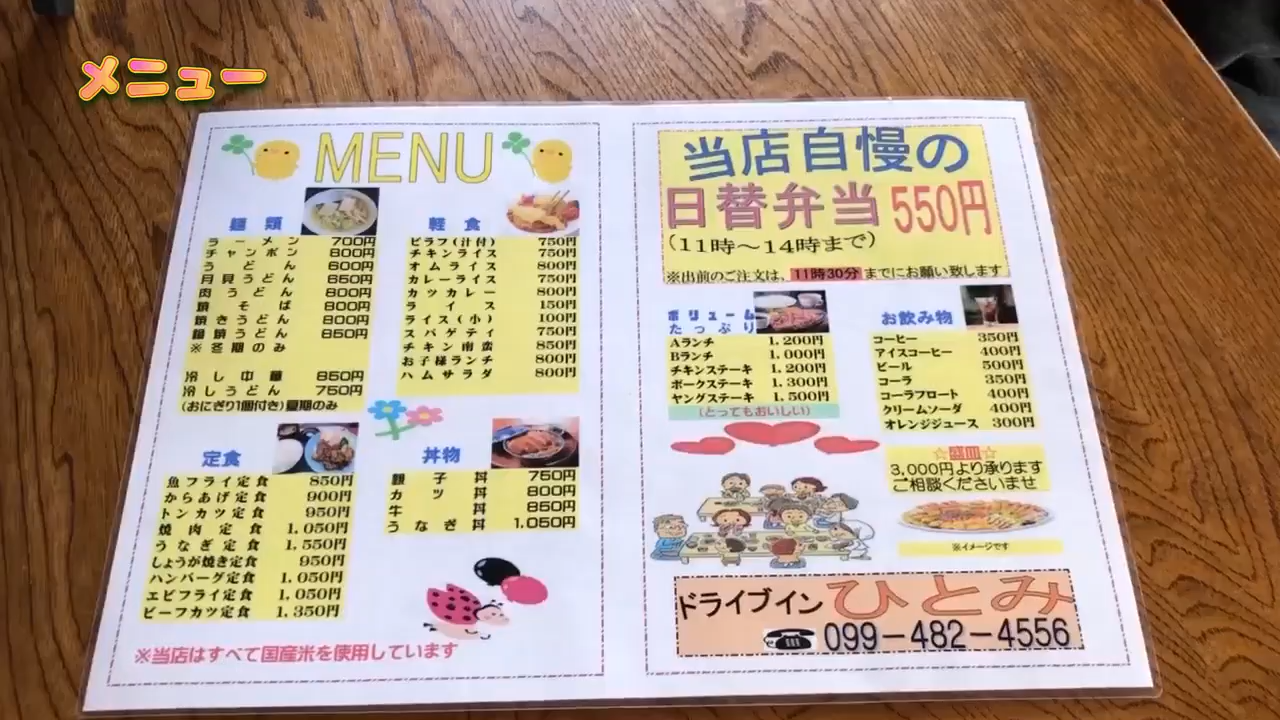 メニュー
MENU
麺類
ラーメン 700円
チャンポン 800円
うどん 600円
月見うどん 650円
肉うどん 800円
焼そば 800円
焼きうどん 800円
鍋焼うどん 850円
※冬期のみ
冷し中華 850円
冷しうどん 750円
(おにぎり1個付き)夏期のみ
軽食
ピラフ(汁付) 750円
チキンライス 750円
オムライス 800円
カレーライス 750円
カツカレー 800円
ライス 150円
ライス(小) 100円
スパゲティ 750円
チキン南蛮 850円
お子様ランチ 800円
ハムサラダ 800円
定食
魚フライ定食 850円
からあげ定食 900円
トンカツ定食 950円
焼肉定食 1,050円
うなぎ定食 1,550円
しょうが焼き定食 950円
ハンバーグ定食 1,050円
エビフライ定食 1,050円
ビーフカツ定食 1,350円
丼物
親子丼 750円
カツ丼 800円
牛丼 850円
うなぎ丼 1,050円
※当店はすべて国産米を使用しています
当店自慢の
日替弁当 550円
(11時〜14時まで)
※出前のご注文は、11時30分までにお願い致します
ボリューム
たっぷり
Aランチ 1,200円
Bランチ 1,000円
チキンステーキ 1,200円
ポークステーキ 1,300円
ヤングステーキ 1,500円
(とってもおいしい)
お飲み物
コーヒー 350円
アイスコーヒー 400円
ビール 500円
コーラ 350円
コーラフロート 400円
クリームソーダ 400円
オレンジジュース 300円
☆盛皿☆
3,000円より承ります
ご相談くださいませ
※イメージです
ドライブイン ひとみ
099-482-4556